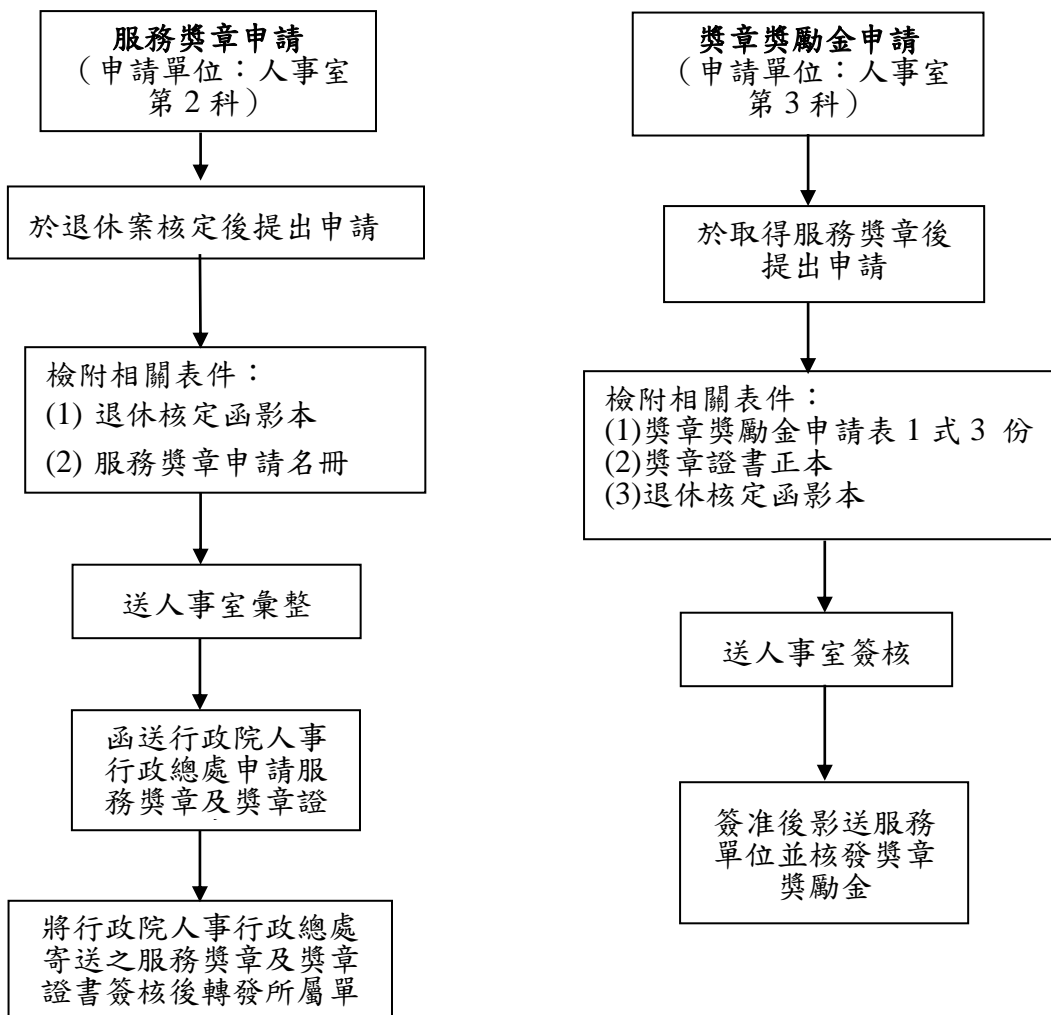 服務獎章申請
（申請單位：人事室
第 2 科）
於退休案核定後提出申請
檢附相關表件：
(1) 退休核定函影本
(2) 服務獎章申請名冊
送人事室彙整
函送行政院人事
行政總處申請服
務獎章及獎章證
將行政院人事行政總處
寄送之服務獎章及獎章
證書簽核後轉發所屬單
獎章獎勵金申請
（申請單位：人事室
第 3 科）
於取得服務獎章後
提出申請
檢附相關表件：
(1)獎章獎勵金申請表 1 式 3 份
(2)獎章證書正本
(3)退休核定函影本
送人事室簽核
簽准後影送服務
單位並核發獎章
獎勵金